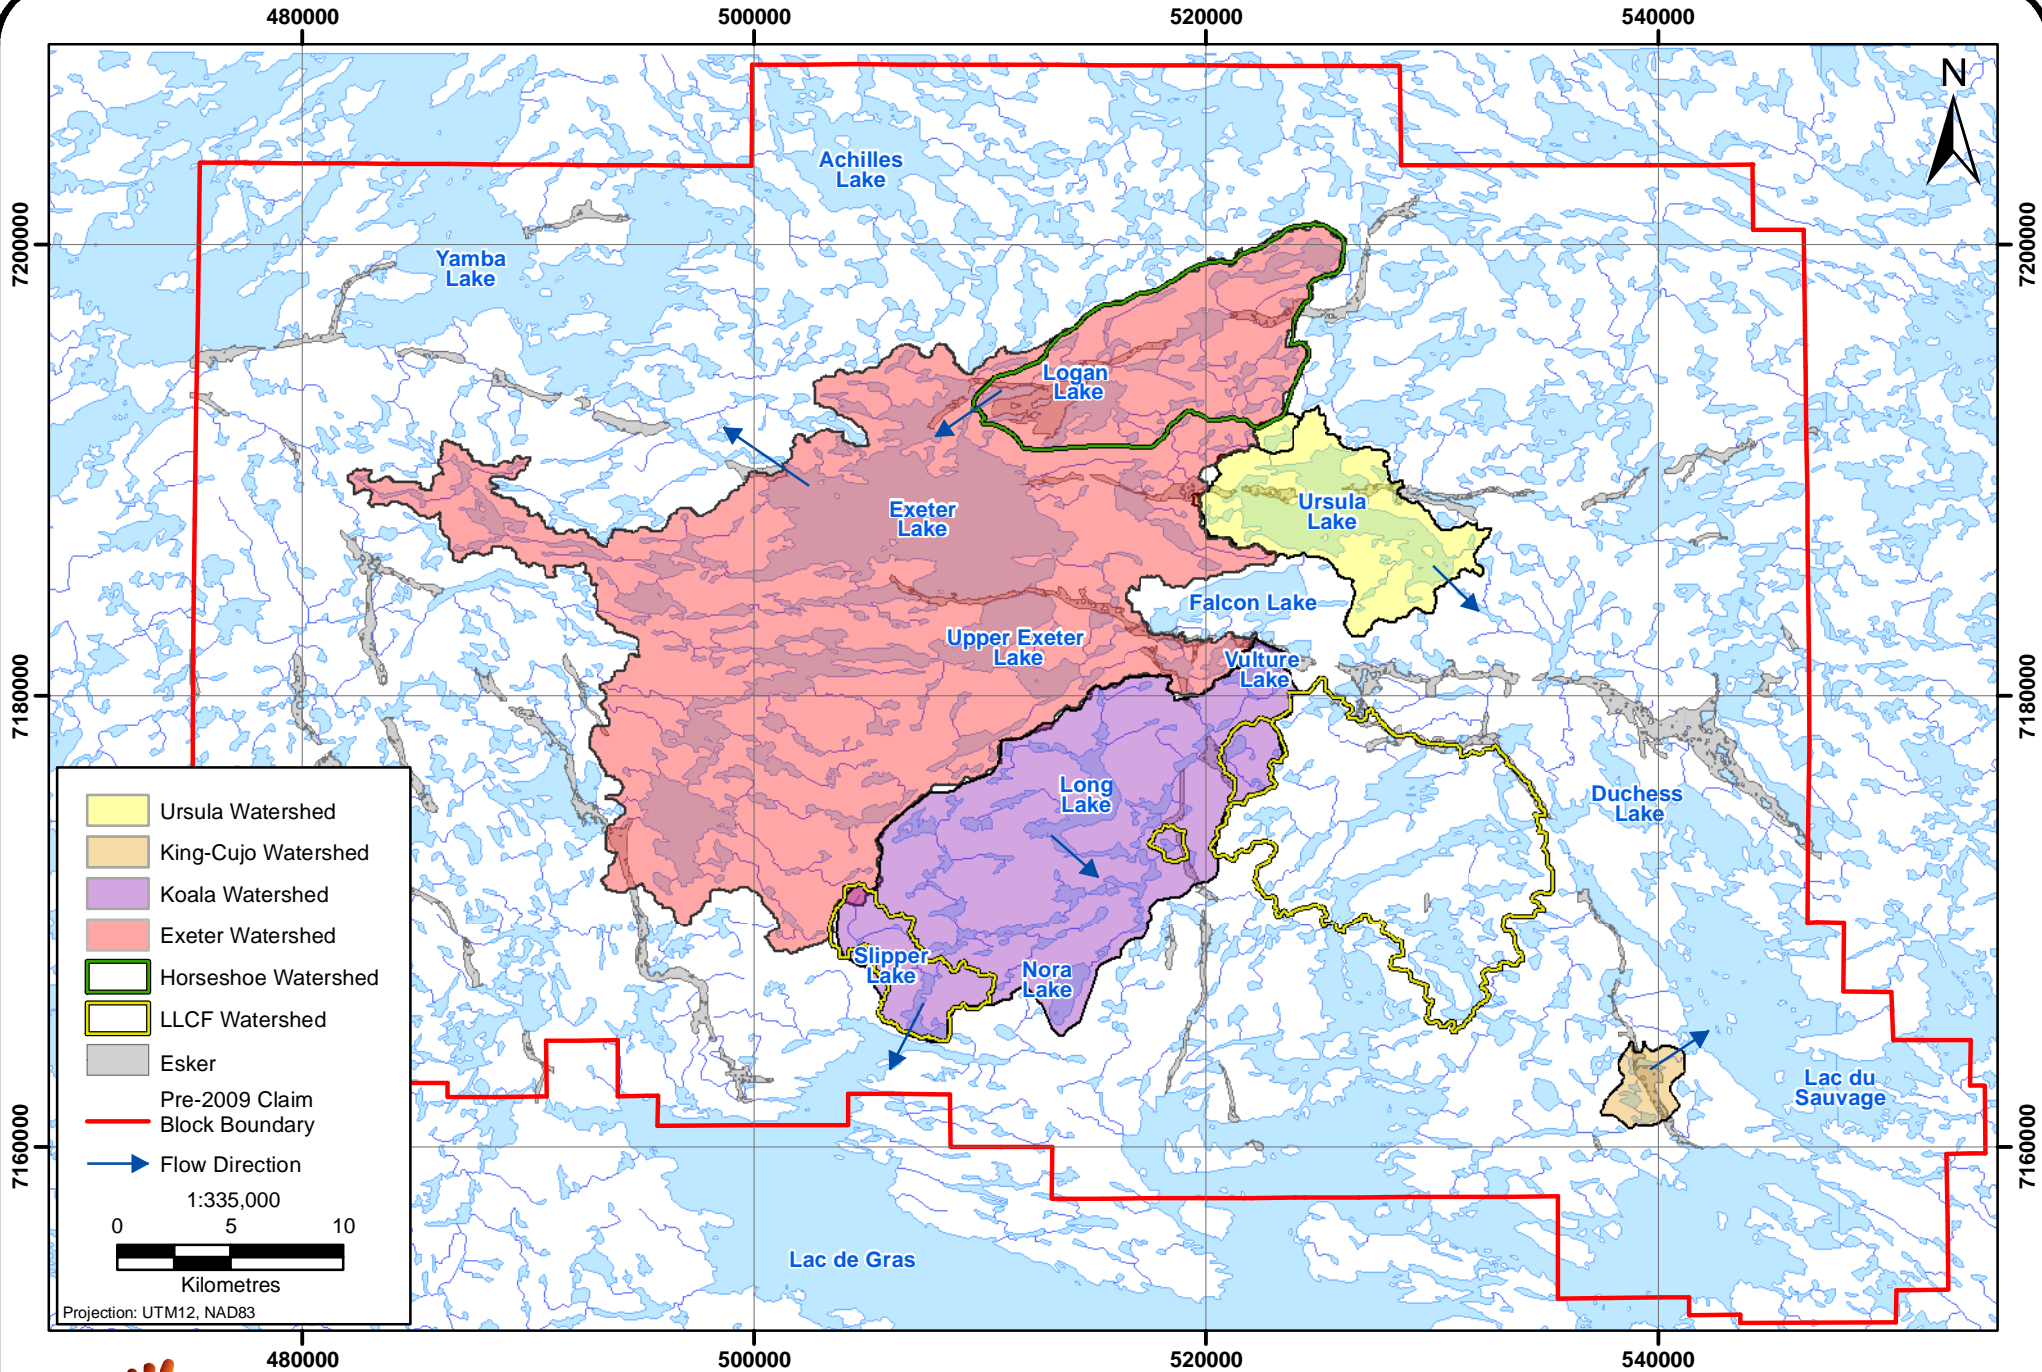 480000
500000
520000
540000
N
Achilles
Lake
7200000
7200000
Yamba
Lake
Logan
Lake
Exeter
Lake
Ursula
Lake
Falcon Lake
Upper Exeter
Lake
Vulture
Lake
7180000
7180000
Long
Lake
Duchess
Lake
Slipper
Lake
Nora
Lake
Lac du
Sauvage
7160000
7160000
Lac de Gras
Ursula Watershed
King-Cujo Watershed
Koala Watershed
Exeter Watershed
Horseshoe Watershed
LLCF Watershed
Esker
Pre-2009 Claim
Block Boundary
Flow Direction
1:335,000
0 5 10
Kilometres
Projection: UTM12, NAD83
480000
500000
520000
540000